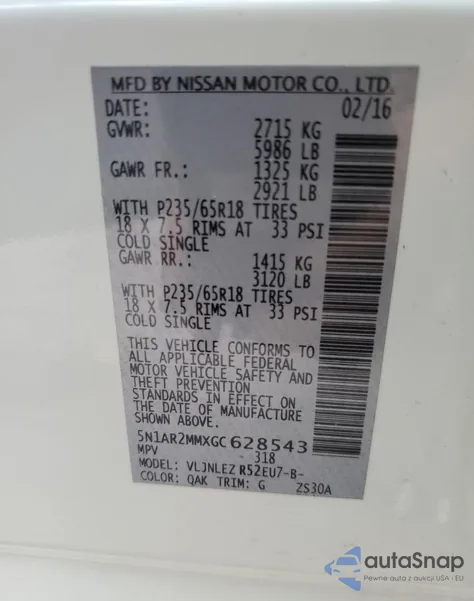 MFD BY NISSAN MOTOR CO., LTD.
DATE: 02/16
GVWR: 2715 KG
5986 LB
GAWR FR.: 1325 KG
2921 LB
WITH P235/65R18 TIRES
18 X 7.5 RIMS AT 33 PSI
COLD SINGLE
GAWR RR.: 1415 KG
3120 LB
WITH P235/65R18 TIRES
18 X 7.5 RIMS AT 33 PSI
COLD SINGLE
THIS VEHICLE CONFORMS TO
ALL APPLICABLE FEDERAL
MOTOR VEHICLE SAFETY AND
THEFT PREVENTION
STANDARDS IN EFFECT ON
THE DATE OF MANUFACTURE
SHOWN ABOVE.
5N1AR2MMXGC628543
MPV 318
MODEL: VLJNLEZ R52EU7-B-
COLOR: QAK TRIM: G ZS30A
autaSnap
Pewne auta z aukcji USA - EU